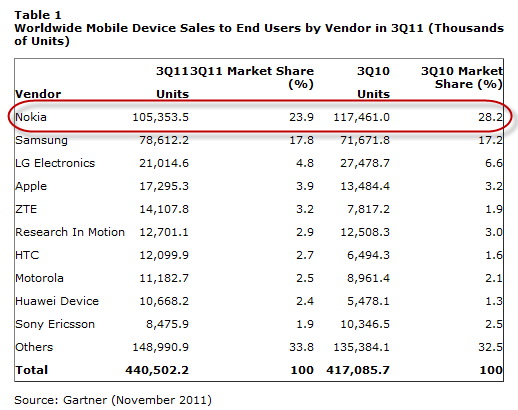 Table 1
Worldwide Mobile Device Sales to End Users by Vendor in 3Q11 (Thousands
of Units)
3Q11 3Q11 Market Share 3Q10 3Q10 Market
(%) Share (%)
Vendor Units Units
Nokia 105,353.5 23.9 117,461.0 28.2
Samsung 78,612.2 17.8 71,671.8 17.2
LG Electronics 21,014.6 4.8 27,478.7 6.6
Apple 17,295.3 3.9 13,484.4 3.2
ZTE 14,107.8 3.2 7,817.2 1.9
Research In Motion 12,701.1 2.9 12,508.3 3.0
HTC 12,099.9 2.7 6,494.3 1.6
Motorola 11,182.7 2.5 8,961.4 2.1
Huawei Device 10,668.2 2.4 5,478.1 1.3
Sony Ericsson 8,475.9 1.9 10,346.5 2.5
Others 148,990.9 33.8 135,384.1 32.5
Total 440,502.2 100 417,085.7 100
Source: Gartner (November 2011)